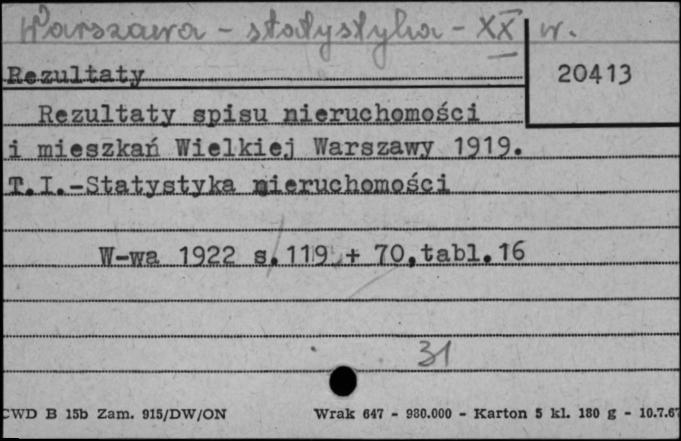 Warszawa - statystyka - XX w.
Rezultaty
20413
Rezultaty spisu nieruchomości
i mieszkań Wielkiej Warszawy 1919.
T.I.-Statystyka nieruchomości
W-wa 1922 s.119 + 70,tabl.16
31
CWD B 15b Zam. 915/DW/ON Wrak 647 - 980.000 - Karton 5 kl. 180 g - 10.7.67